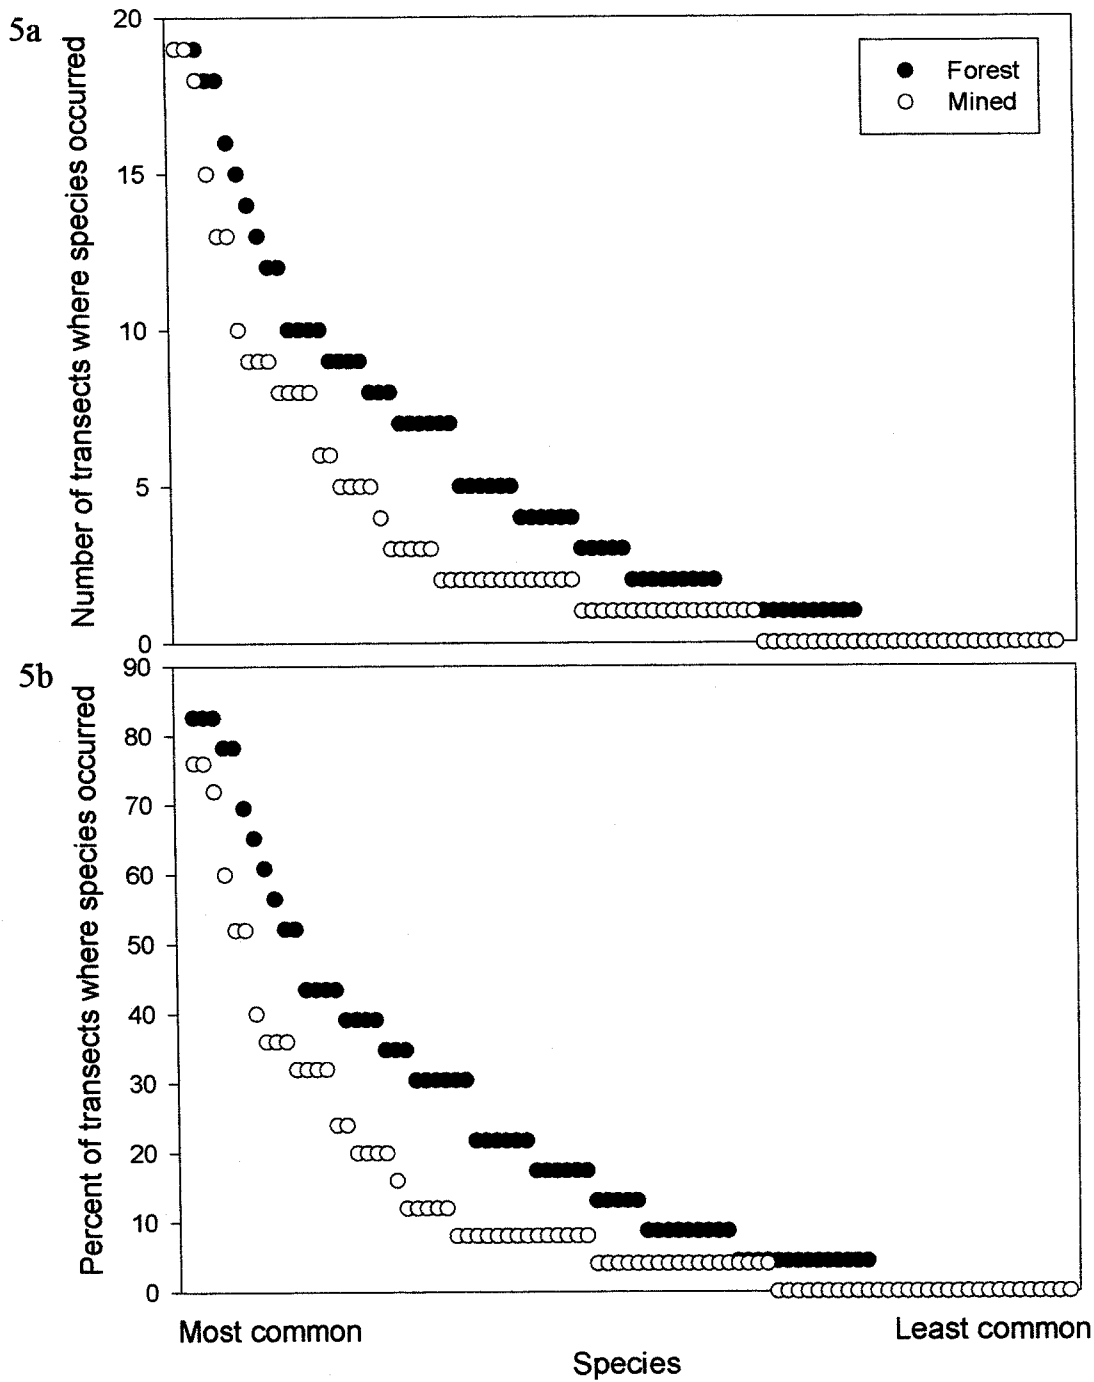 5a
Number of transects where species occurred
20
15
10
5
0
Forest
Mined
5b
Percent of transects where species occurred
90
80
70
60
50
40
30
20
10
0
Most common
Least common
Species